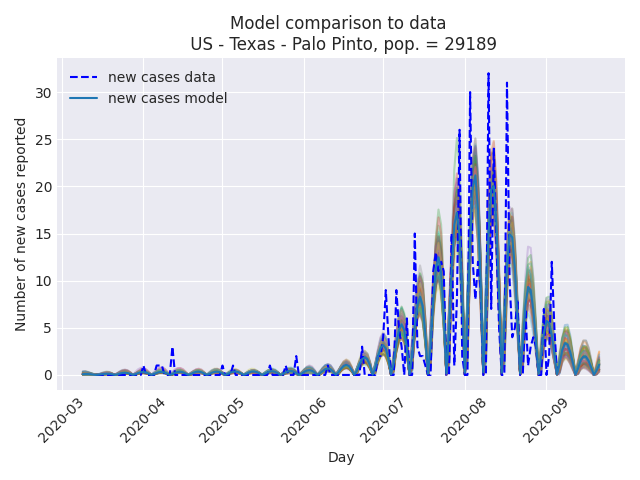 Model comparison to data
US - Texas - Palo Pinto, pop. = 29189
new cases data
new cases model
Number of new cases reported
30
25
20
15
10
5
0
2020-03
2020-04
2020-05
2020-06
2020-07
2020-08
2020-09
Day